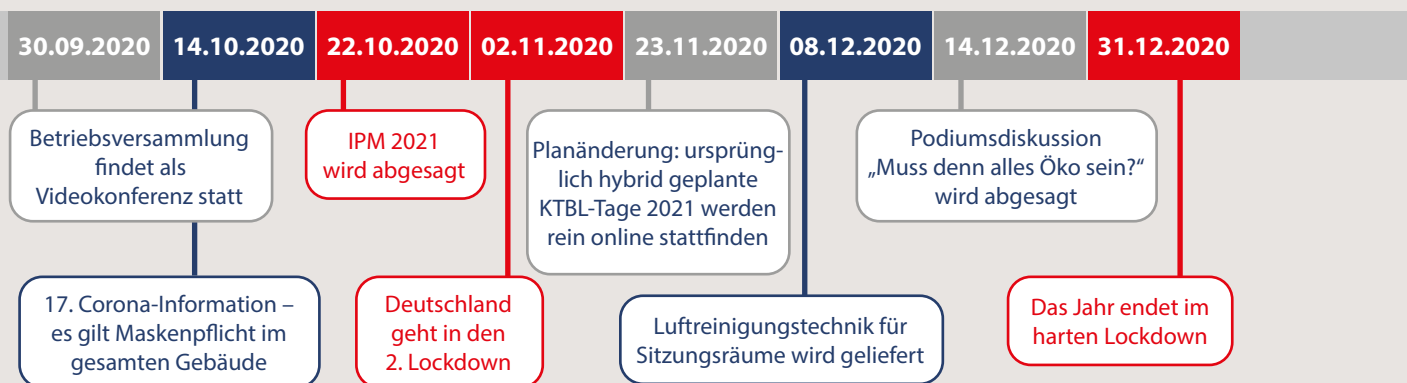 30.09.2020 14.10.2020 22.10.2020 02.11.2020 23.11.2020 08.12.2020 14.12.2020 31.12.2020
Betriebsversammlung
findet als
Videokonferenz statt
17. Corona-Information –
es gilt Maskenpflicht im
gesamten Gebäude
IPM 2021
wird abgesagt
Deutschland
geht in den
2. Lockdown
Planänderung: ursprüng-
lich hybrid geplante
KTBL-Tage 2021 werden
rein online stattfinden
Luftreinigungstechnik für
Sitzungsräume wird geliefert
Podiumsdiskussion
„Muss denn alles Öko sein?“
wird abgesagt
Das Jahr endet im
harten Lockdown